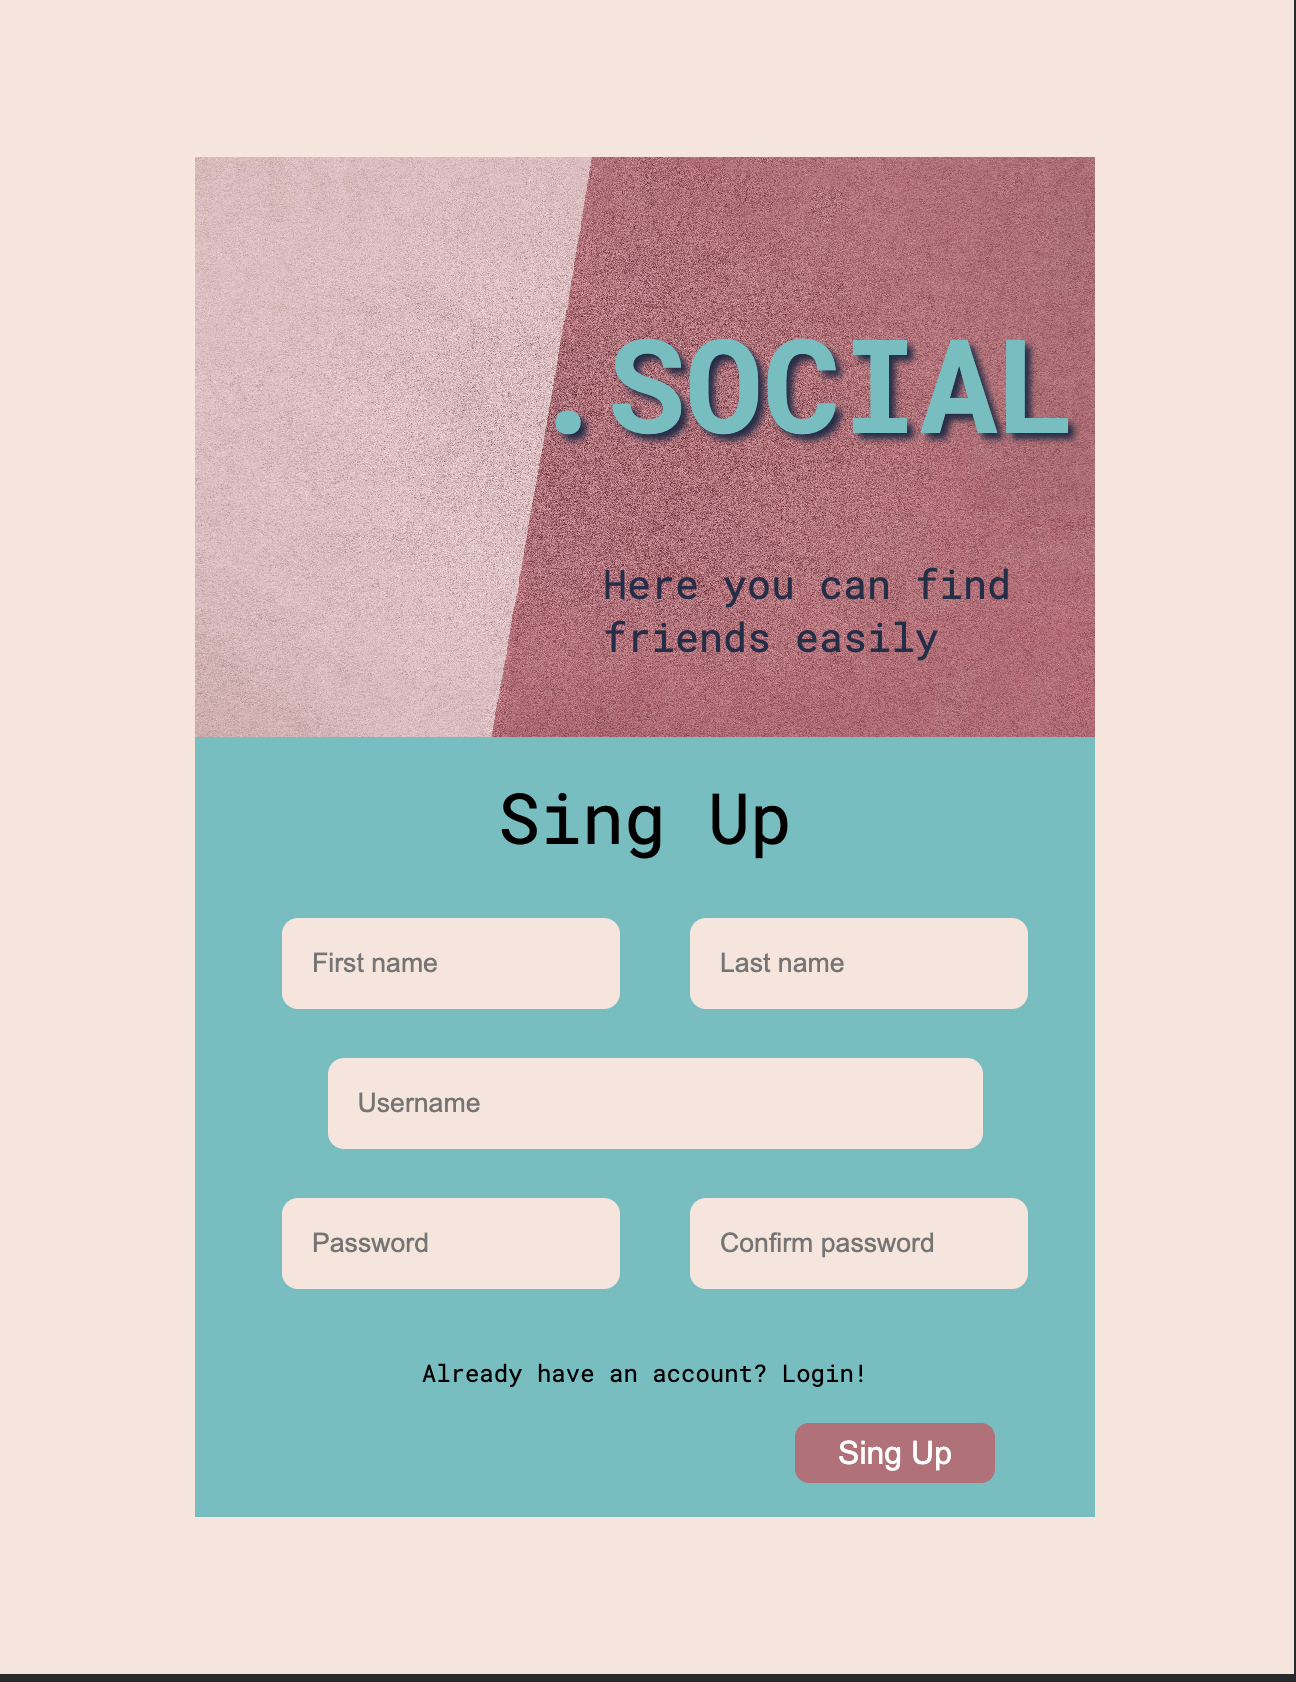 .SOCIAL
Here you can find
friends easily
Sing Up
First name
Last name
Username
Password
Confirm password
Already have an account? Login!
Sing Up